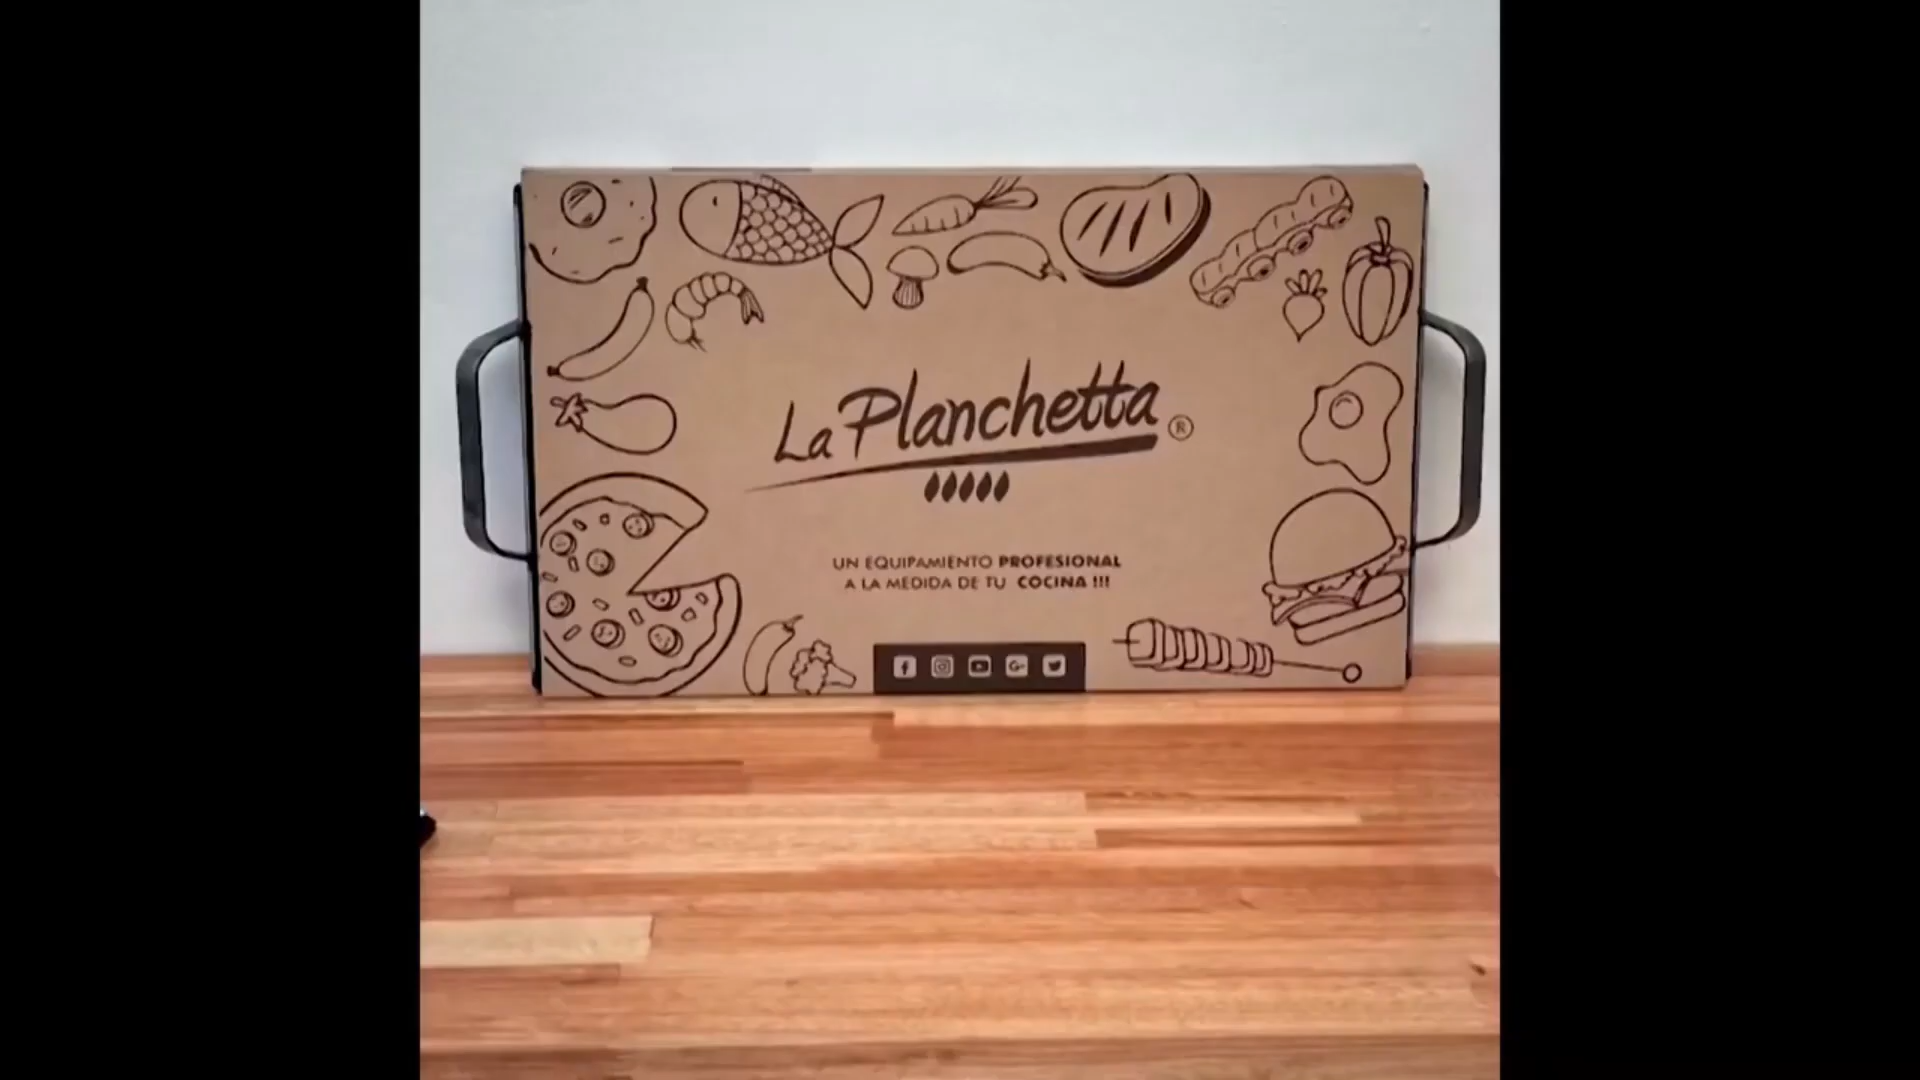 La Planchetta ®
UN EQUIPAMIENTO PROFESIONAL
A LA MEDIDA DE TU COCINA !!!